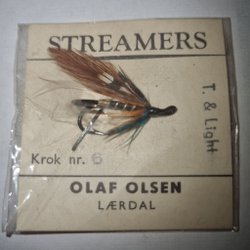 STREAMERS
T. & Light
Krok nr. 6
OLAF OLSEN
LÆRDAL